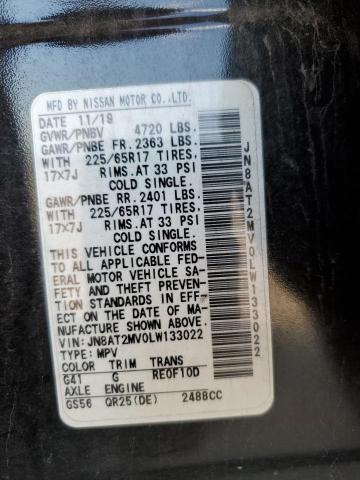 MFD BY NISSAN MOTOR CO.,LTD.
DATE 11/19
GVWR/PNBV 4720 LBS.
GAWR/PNBE FR. 2363 LBS.
WITH 225/65R17 TIRES.
17x7J RIMS.AT 33 PSI
COLD SINGLE.
GAWR/PNBE RR. 2401 LBS.
WITH 225/65R17 TIRES.
17x7J RIMS.AT 33 PSI
COLD SINGLE.
THIS VEHICLE CONFORMS
TO ALL APPLICABLE FED-
ERAL MOTOR VEHICLE SA-
FETY AND THEFT PREVEN-
TION STANDARDS IN EFF-
ECT ON THE DATE OF MA-
NUFACTURE SHOWN ABOVE.
VIN:JN8AT2MV0LW133022
TYPE:MPV
COLOR TRIM TRANS
G41 G RE0F10D
AXLE ENGINE
GS56 QR25(DE) 2488CC
JN8AT2MV0LW133022